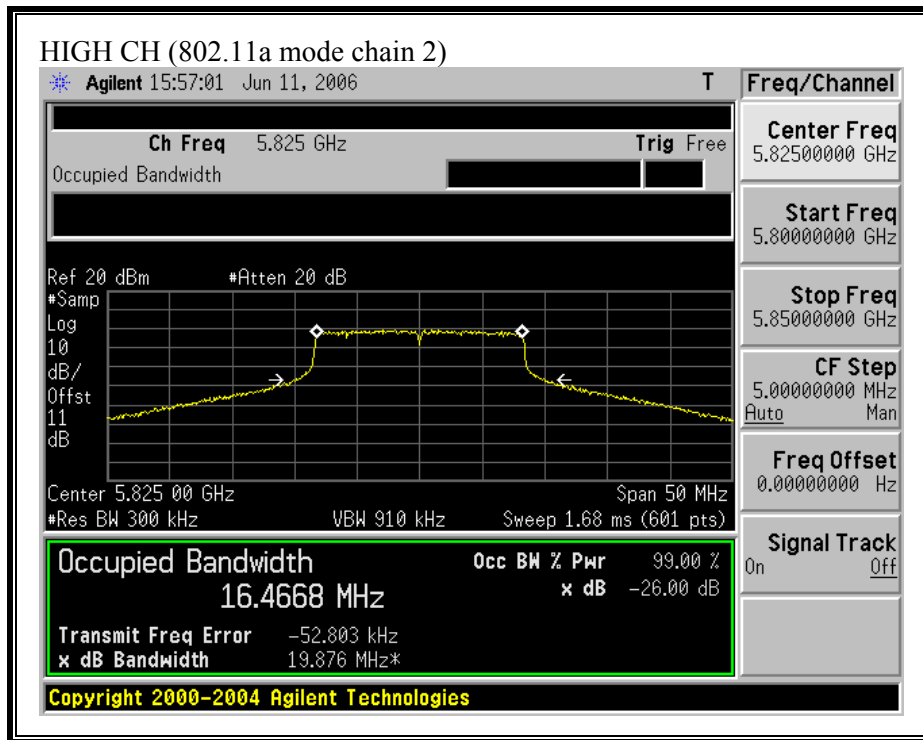 HIGH CH (802.11a mode chain 2)
Agilent 15:57:01 Jun 11, 2006 T
Freq/Channel
Ch Freq 5.825 GHz Trig Free
Occupied Bandwidth
Center Freq
5.82500000 GHz
Start Freq
5.80000000 GHz
Stop Freq
5.85000000 GHz
CF Step
5.00000000 MHz
Auto Man
Freq Offset
0.00000000 Hz
Signal Track
On Off
Ref 20 dBm #Atten 20 dB
#Samp
Log
10
dB/
Offst
11
dB
Center 5.825 00 GHz Span 50 MHz
#Res BW 300 kHz VBW 910 kHz Sweep 1.68 ms (601 pts)
Occupied Bandwidth
16.4668 MHz
Occ BW % Pwr 99.00 %
x dB -26.00 dB
Transmit Freq Error -52.803 kHz
x dB Bandwidth 19.876 MHz*
Copyright 2000-2004 Agilent Technologies